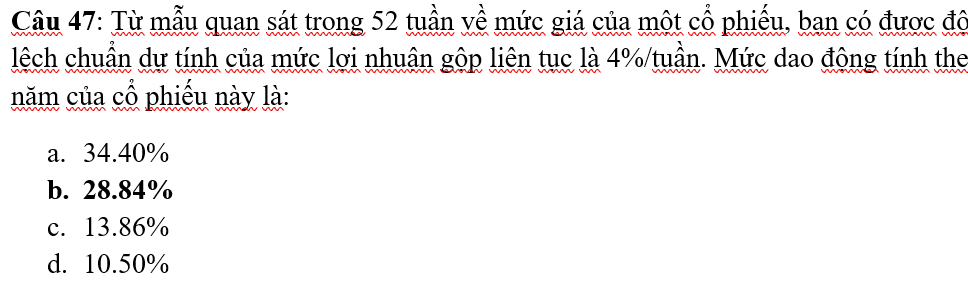 Câu 47: Từ mẫu quan sát trong 52 tuần về mức giá của một cổ phiếu, bạn có được độ
lệch chuẩn dự tính của mức lợi nhuận gộp liên tục là 4%/tuần. Mức dao động tính the
năm của cổ phiếu này là:
a. 34.40%
b. 28.84%
c. 13.86%
d. 10.50%